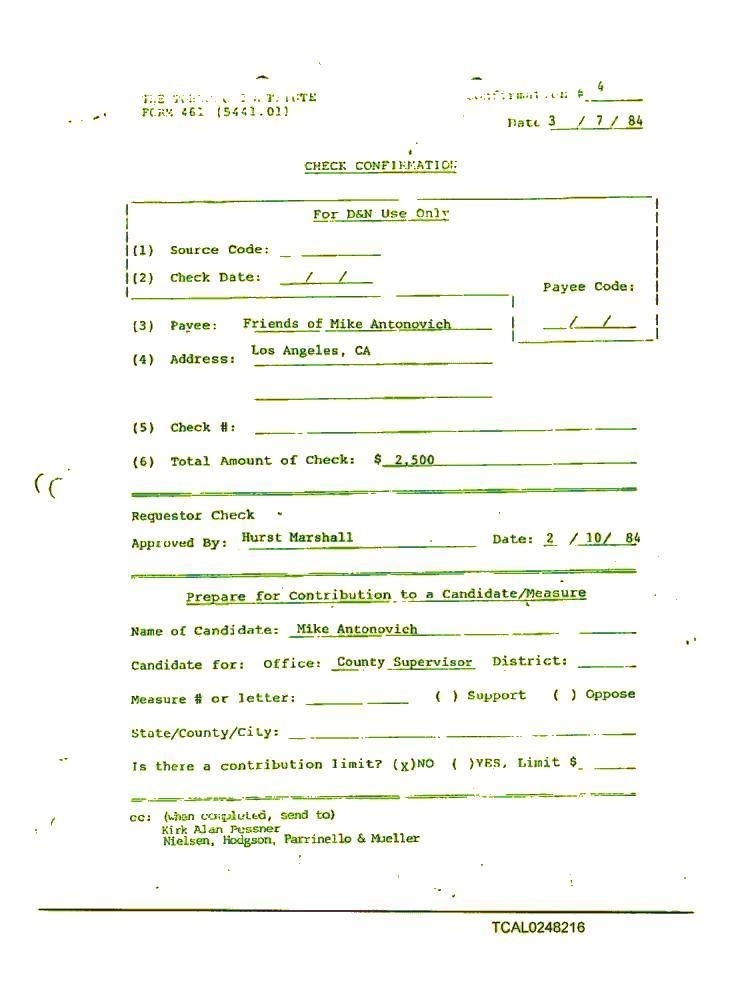 THE
FORM 461 (5441.01)
Confirmation # 4
Date 3 / 7 / 84
CHECK CONFIRMATION
For D&N Use Only
(1) Source Code:
(2) Check Date: / /
Payee Code:
/ /
(3) Payee: Friends of Mike Antonovich
(4) Address: Los Angeles, CA
(5) Check #:
(6) Total Amount of Check: $ 2,500
Requestor Check
Approved By: Hurst Marshall Date: 2 / 10/ 84
Prepare for Contribution to a Candidate/Measure
Name of Candidate: Mike Antonovich
Candidate for: Office: County Supervisor District:
Measure # or letter: ( ) Support ( ) Oppose
State/County/City:
Is there a contribution limit? (x)NO ( )YES, Limit $
cc: (when completed, send to)
Kirk Alan Pessner
Nielsen, Hodgson, Parrinello & Mueller
TCAL0248216